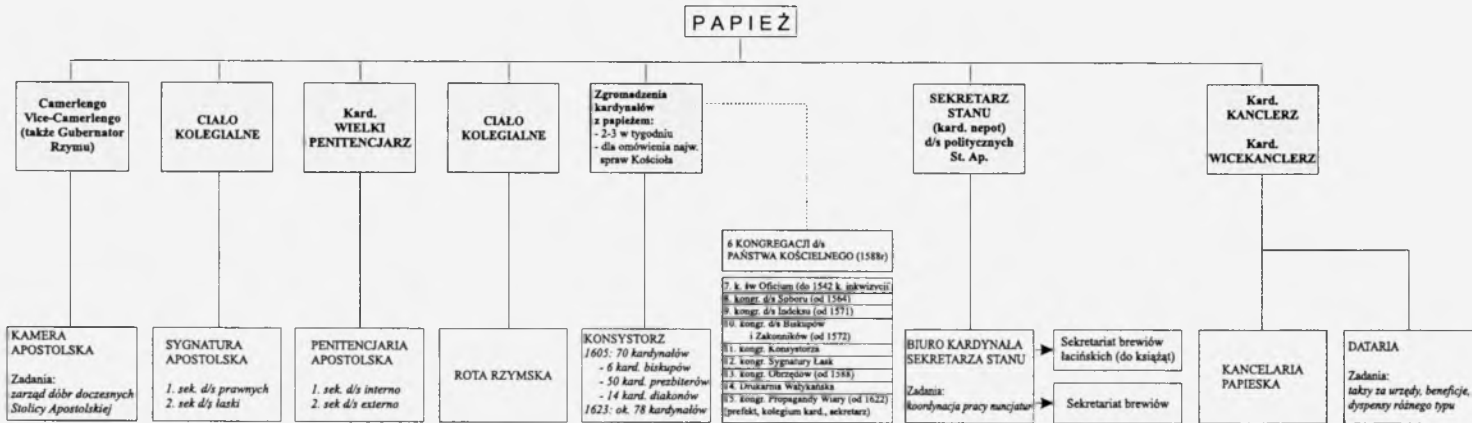 PAPIEŻ
Camerlengo
Vice-Camerlengo
(także Gubernator
Rzymu)
CIAŁO
KOLEGIALNE
Kard.
WIELKI
PENITENCJARZ
CIAŁO
KOLEGIALNE
Zgromadzenia
kardynałów
z papieżem:
- 2-3 w tygodniu
- dla omówienia najw.
spraw Kościoła
SEKRETARZ
STANU
(kard. nepot)
d/s politycznych
St. Ap.
Kard.
KANCLERZ
Kard.
WICEKANCLERZ
KAMERA
APOSTOLSKA
Zadania:
zarząd dóbr doczesnych
Stolicy Apostolskiej
SYGNATURA
APOSTOLSKA
1. sek. d/s prawnych
2. sek d/s łaski
PENITENCJARIA
APOSTOLSKA
1. sek. d/s interno
2. sek d/s externo
ROTA RZYMSKA
KONSYSTORZ
1605: 70 kardynałów
- 6 kard. biskupów
- 50 kard. prezbiterów
- 14 kard. diakonów
1623: ok. 78 kardynałów
6 KONGREGACJI d/s
PAŃSTWA KOŚCIELNEGO (1588r)
7. k. św Oficium (do 1542 k. inkwizycji
8. kongr. d/s Soboru (od 1564)
9. kongr. d/s Indeksu (od 1571)
10. kongr. d/s Biskupów
i Zakonników (od 1572)
11. kongr. Konsystorza
12. kongr. Sygnatury Łask
13. kongr. Obrzędów (od 1588)
14. Drukarnia Watykańska
15. kongr. Propagandy Wiary (od 1622)
(prefekt, kolegium kard., sekretarz)
BIURO KARDYNAŁA
SEKRETARZA STANU
Zadania:
koordynacja pracy nuncjatur
Sekretariat brewiów
łacińskich (do książąt)
Sekretariat brewiów
KANCELARIA
PAPIESKA
DATARIA
Zadania:
taksy za urzędy, beneficje,
dyspensy różnego typu